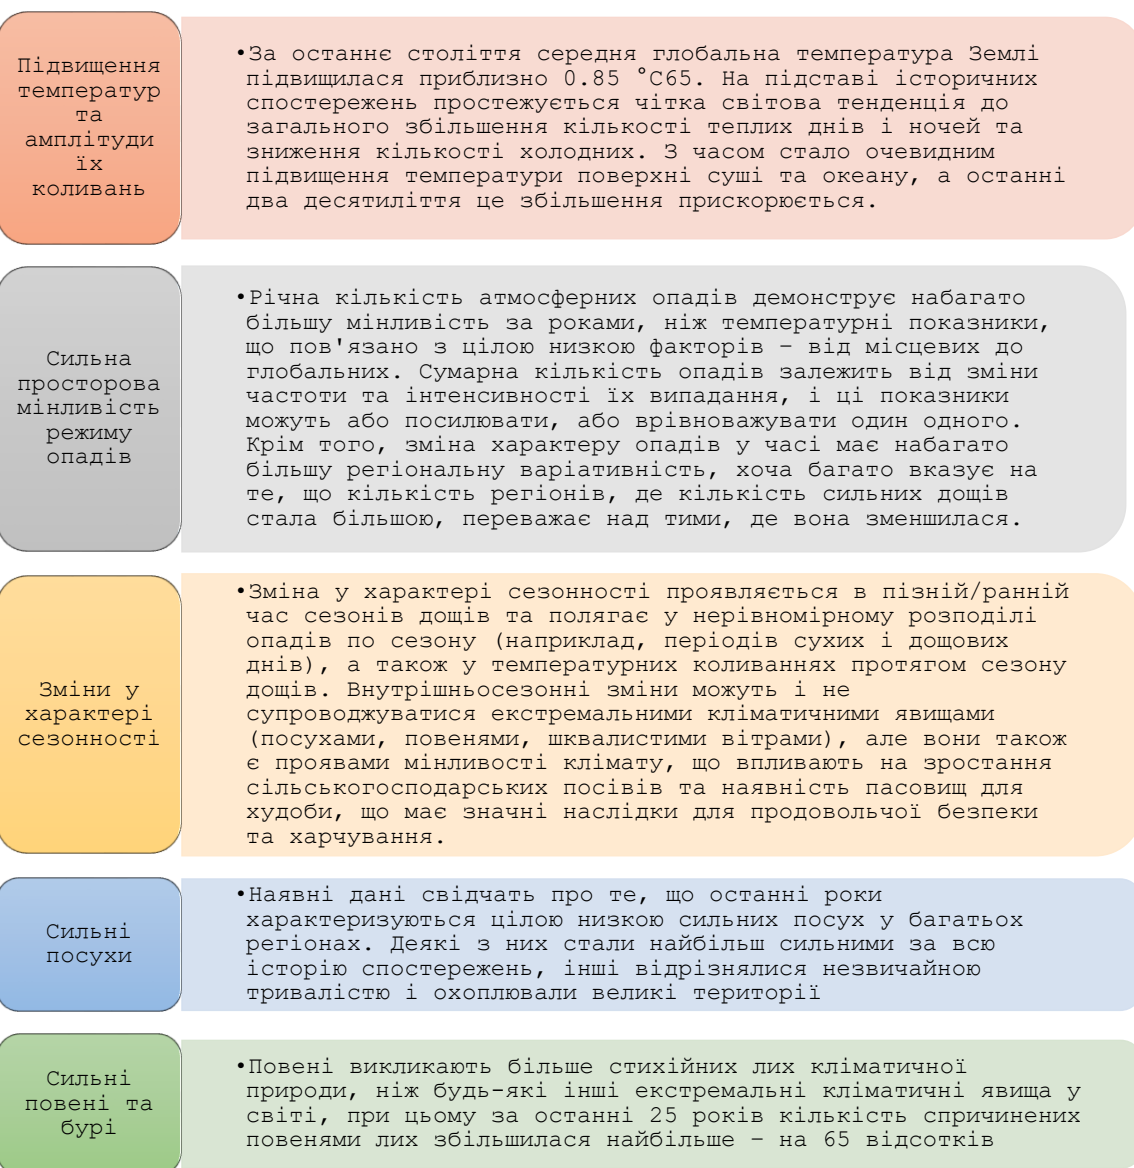 Підвищення
температур
та
амплітуди
їх
коливань
•За останнє століття середня глобальна температура Землі
підвищилася приблизно 0.85 °C65. На підставі історичних
спостережень простежується чітка світова тенденція до
загального збільшення кількості теплих днів і ночей та
зниження кількості холодних. З часом стало очевидним
підвищення температури поверхні суші та океану, а останні
два десятиліття це збільшення прискорюється.
Сильна
просторова
мінливість
режиму
опадів
•Річна кількість атмосферних опадів демонструє набагато
більшу мінливість за роками, ніж температурні показники,
що пов'язано з цілою низкою факторів – від місцевих до
глобальних. Сумарна кількість опадів залежить від зміни
частоти та інтенсивності їх випадання, і ці показники
можуть або посилювати, або врівноважувати один одного.
Крім того, зміна характеру опадів у часі має набагато
більшу регіональну варіативність, хоча багато вказує на
те, що кількість регіонів, де кількість сильних дощів
стала більшою, переважає над тими, де вона зменшилася.
Зміни у
характері
сезонності
•Зміна у характері сезонності проявляється в пізній/ранній
час сезонів дощів та полягає у нерівномірному розподілі
опадів по сезону (наприклад, періодів сухих і дощових
днів), а також у температурних коливаннях протягом сезону
дощів. Внутрішньосезонні зміни можуть і не
супроводжуватися екстремальними кліматичними явищами
(посухами, повенями, шквалистими вітрами), але вони також
є проявами мінливості клімату, що впливають на зростання
сільськогосподарських посівів та наявність пасовищ для
худоби, що має значні наслідки для продовольчої безпеки
та харчування.
Сильні
посухи
•Наявні дані свідчать про те, що останні роки
характеризуються цілою низкою сильних посух у багатьох
регіонах. Деякі з них стали найбільш сильними за всю
історію спостережень, інші відрізнялися незвичайною
тривалістю і охоплювали великі території
Сильні
повені та
бурі
•Повені викликають більше стихійних лих кліматичної
природи, ніж будь-які інші екстремальні кліматичні явища у
світі, при цьому за останні 25 років кількість спричинених
повенями лих збільшилася найбільше – на 65 відсотків